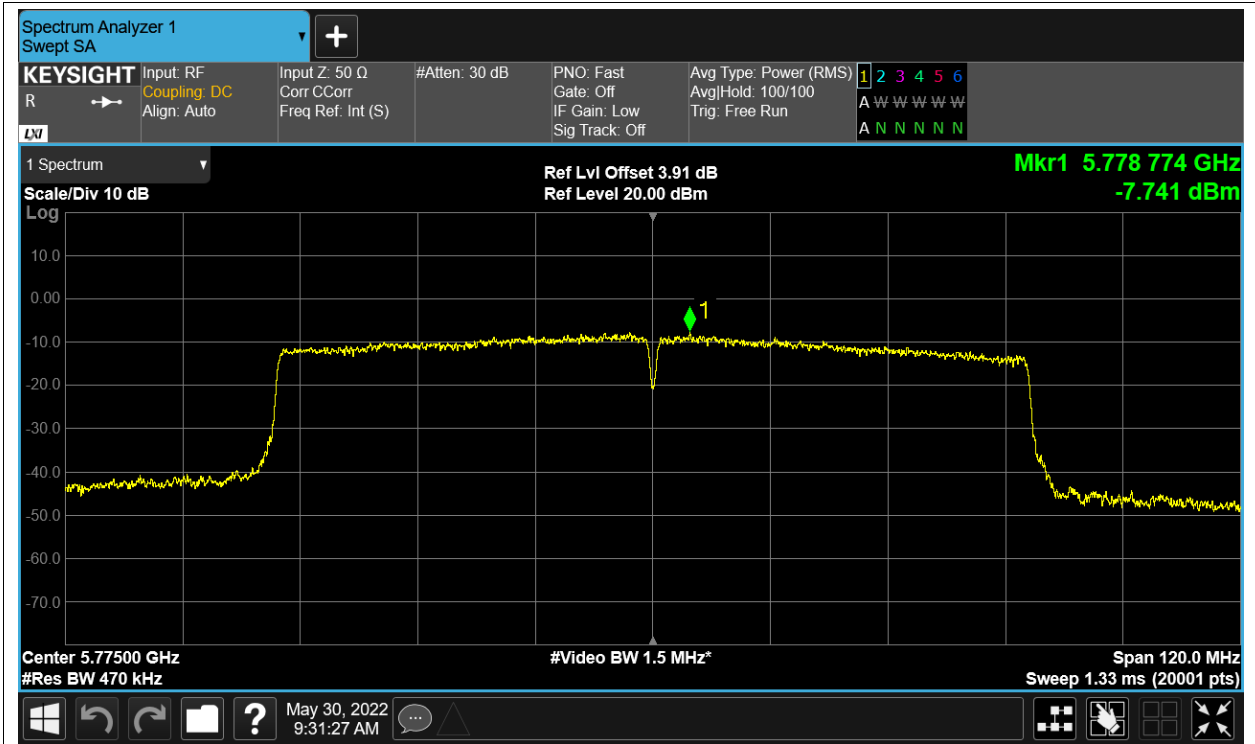 Spectrum Analyzer 1
Swept SA
KEYSIGHT
R
LXI
Input: RF
Coupling: DC
Align: Auto
Input Z: 50 Ω
Corr CCorr
Freq Ref: Int (S)
#Atten: 30 dB
PNO: Fast
Gate: Off
IF Gain: Low
Sig Track: Off
Avg Type: Power (RMS)
Avg|Hold: 100/100
Trig: Free Run
1 2 3 4 5 6
A W W W W W
A N N N N N
1 Spectrum
Scale/Div 10 dB
Ref Lvl Offset 3.91 dB
Ref Level 20.00 dBm
Mkr1 5.778 774 GHz
-7.741 dBm
Log
10.0
0.00
-10.0
-20.0
-30.0
-40.0
-50.0
-60.0
-70.0
1
Center 5.77500 GHz
#Res BW 470 kHz
#Video BW 1.5 MHz*
Span 120.0 MHz
Sweep 1.33 ms (20001 pts)
?
May 30, 2022
9:31:27 AM